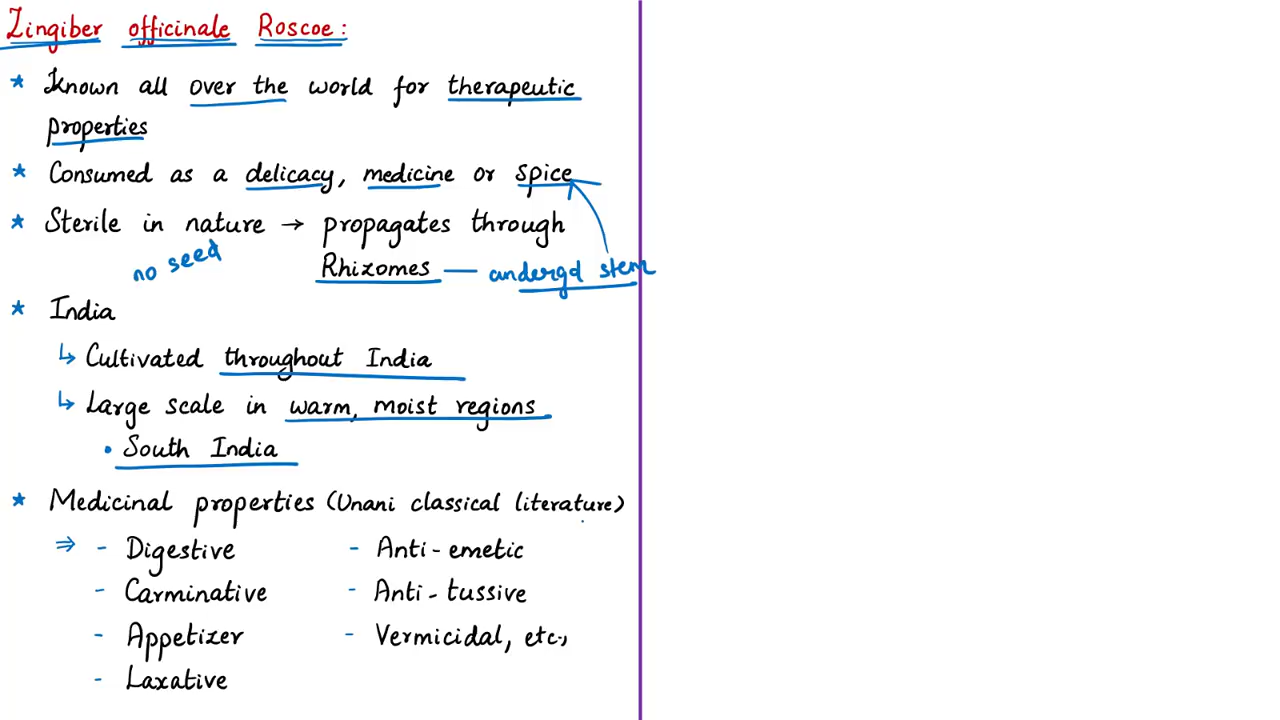 Zingiber officinale Roscoe:
* Known all over the world for therapeutic
properties
* Consumed as a delicacy, medicine or spice
* Sterile in nature → propagates through
no seed
Rhizomes — undergd stem
* India
↳ Cultivated throughout India
↳ Large scale in warm, moist regions
• South India
* Medicinal properties (Unani classical literature)
⇒ - Digestive - Anti-emetic
- Carminative - Anti-tussive
- Appetizer - Vermicidal, etc.,
- Laxative